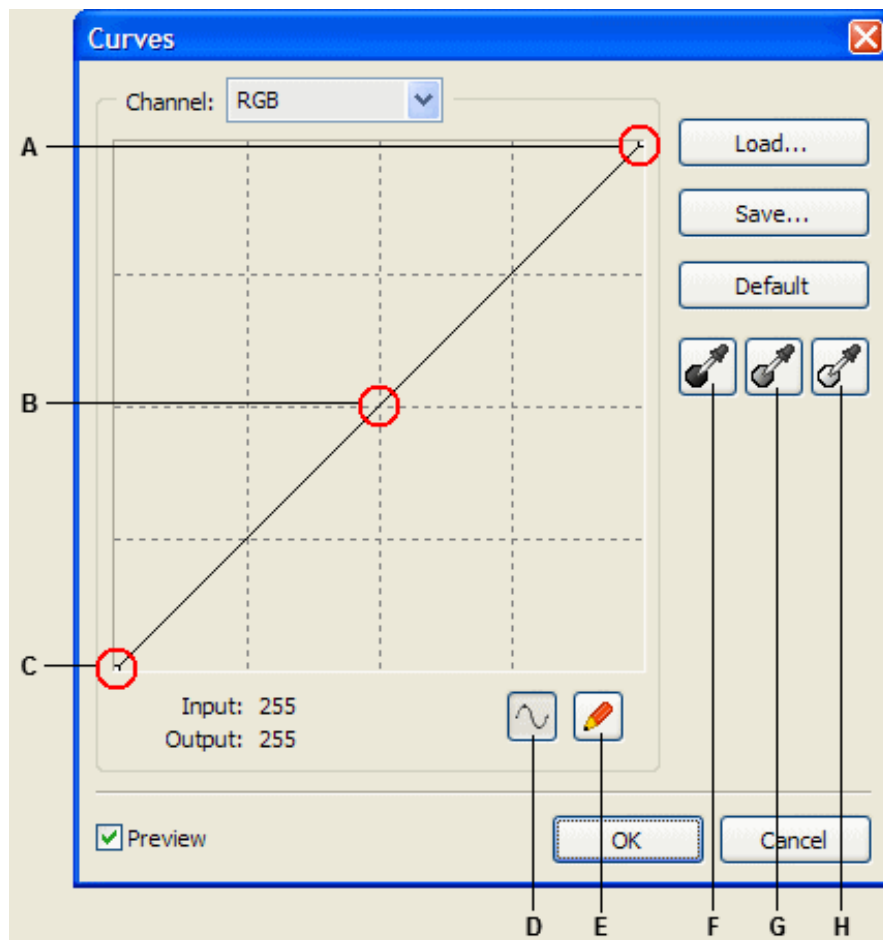 Curves
Channel: RGB
A
Load...
Save...
Default
B
C
Input: 255
Output: 255
Preview
OK
Cancel
D E F G H